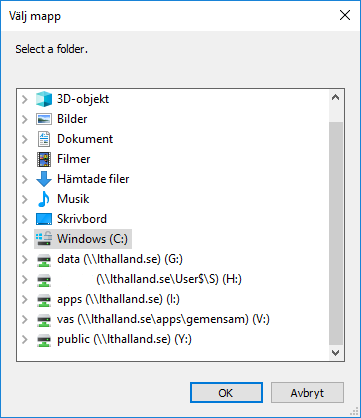 Välj mapp
Select a folder.
3D-objekt
Bilder
Dokument
Filmer
Hämtade filer
Musik
Skrivbord
Windows (C:)
data (\\lthalland.se) (G:)
(\\lthalland.se\User$\S) (H:)
apps (\\lthalland.se) (I:)
vas (\\lthalland.se\apps\gemensam) (V:)
public (\\lthalland.se) (Y:)
OK
Avbryt